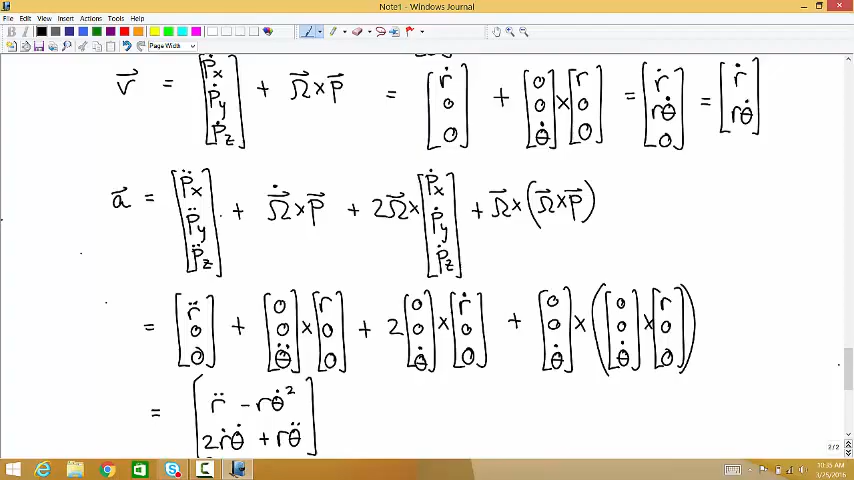 Note1 - Windows Journal
File Edit View Insert Actions Tools Help
B I
Page Width
v⃗ = [ṗx ṗy ṗz] + Ω⃗×p⃗ = [ṙ 0 0] + [0 0 θ̇]×[r 0 0] = [ṙ rθ̇ 0] = [ṙ rθ̇]
a⃗ = [p̈x p̈y p̈z] + Ω⃗̇×p⃗ + 2Ω⃗×[ṗx ṗy ṗz] + Ω⃗×(Ω⃗×p⃗)
= [r̈ 0 0] + [0 0 θ̈]×[r 0 0] + 2[0 0 θ̇]×[ṙ 0 0] + [0 0 θ̇]×([0 0 θ̇]×[r 0 0])
= [r̈ - rθ̇² 2ṙθ̇ + rθ̈]
2/2
10:35 AM
3/25/2016